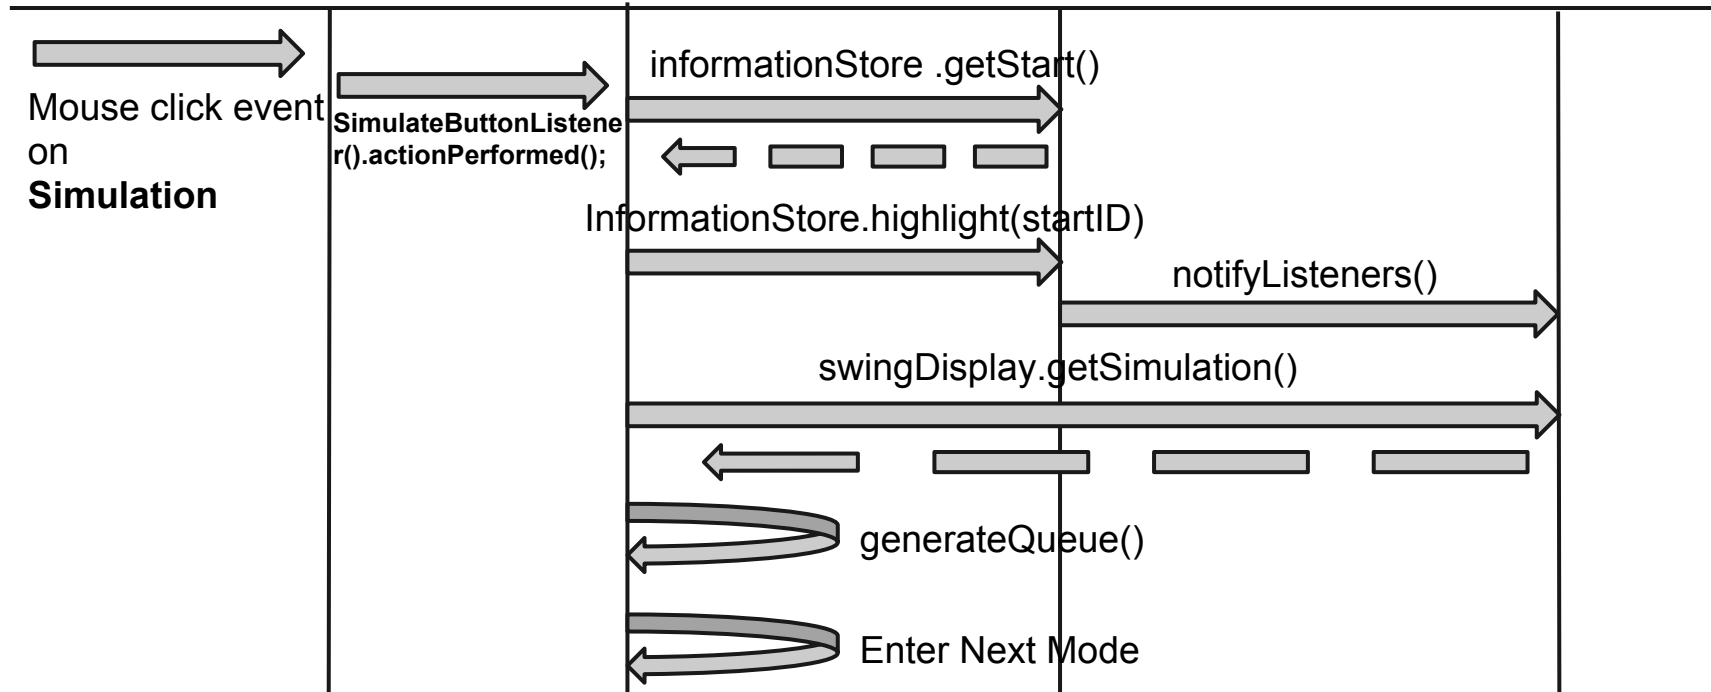 Mouse click event
on
Simulation
SimulateButtonListene
r().actionPerformed();
informationStore .getStart()
InformationStore.highlight(startID)
notifyListeners()
swingDisplay.getSimulation()
generateQueue()
Enter Next Mode